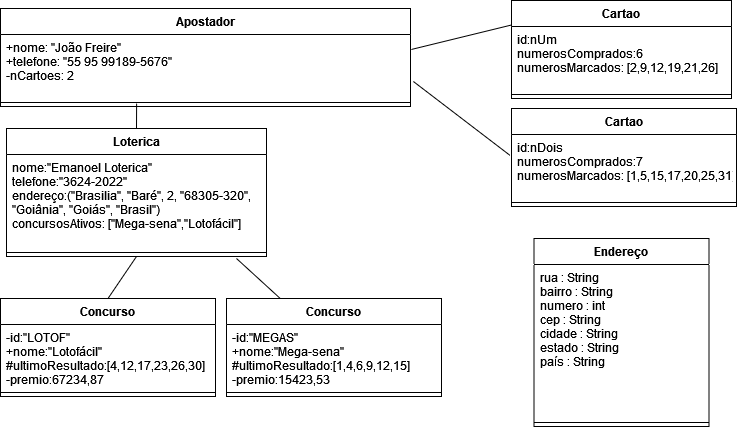 Apostador
+nome: "João Freire"
+telefone: "55 95 99189-5676"
-nCartoes: 2
Cartao
id:nUm
numerosComprados:6
numerosMarcados: [2,9,12,19,21,26]
Cartao
id:nDois
numerosComprados:7
numerosMarcados: [1,5,15,17,20,25,31
Loterica
nome:"Emanoel Loterica"
telefone:"3624-2022"
endereço:("Brasilia", "Baré", 2, "68305-320",
"Goiânia", "Goiás", "Brasil")
concursosAtivos: ["Mega-sena","Lotofácil"]
Concurso
-id:"LOTOF"
+nome:"Lotofácil"
#ultimoResultado:[4,12,17,23,26,30]
-premio:67234,87
Concurso
-id:"MEGAS"
+nome:"Mega-sena"
#ultimoResultado:[1,4,6,9,12,15]
-premio:15423,53
Endereço
rua : String
bairro : String
numero : int
cep : String
cidade : String
estado : String
país : String